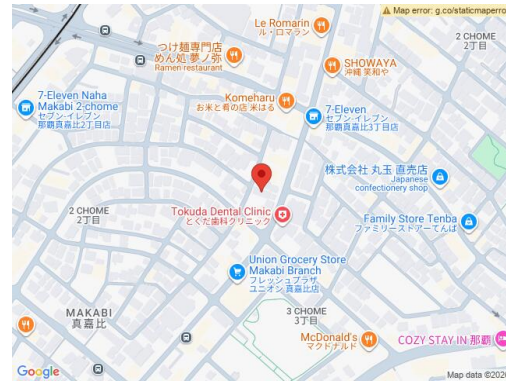 Map error: g.co/staticmaperro
Le Romarin
ル・ロマラン
2 CHOME
2丁目
つけ麺専門店
めん処 夢ノ弥
Ramen restaurant
SHOWAYA
沖縄 笑和や
7-Eleven Naha
Makabi 2-chome
セブン-イレブン
那覇真嘉比2丁目店
Komeharu
お米と肴の店 米はる
7-Eleven
セブン-イレブン
那覇真嘉比3丁目店
株式会社 丸玉 直売店
Japanese
confectionery shop
2 CHOME
2丁目
Tokuda Dental Clinic
とくだ歯科クリニック
Family Store Tenba
ファミリーストアーてんば
Union Grocery Store
Makabi Branch
フレッシュプラザ
ユニオン 真嘉比店
MAKABI
真嘉比
3 CHOME
3丁目
McDonald's
マクドナルド
COZY STAY IN 那覇
Google
Map data ©2026